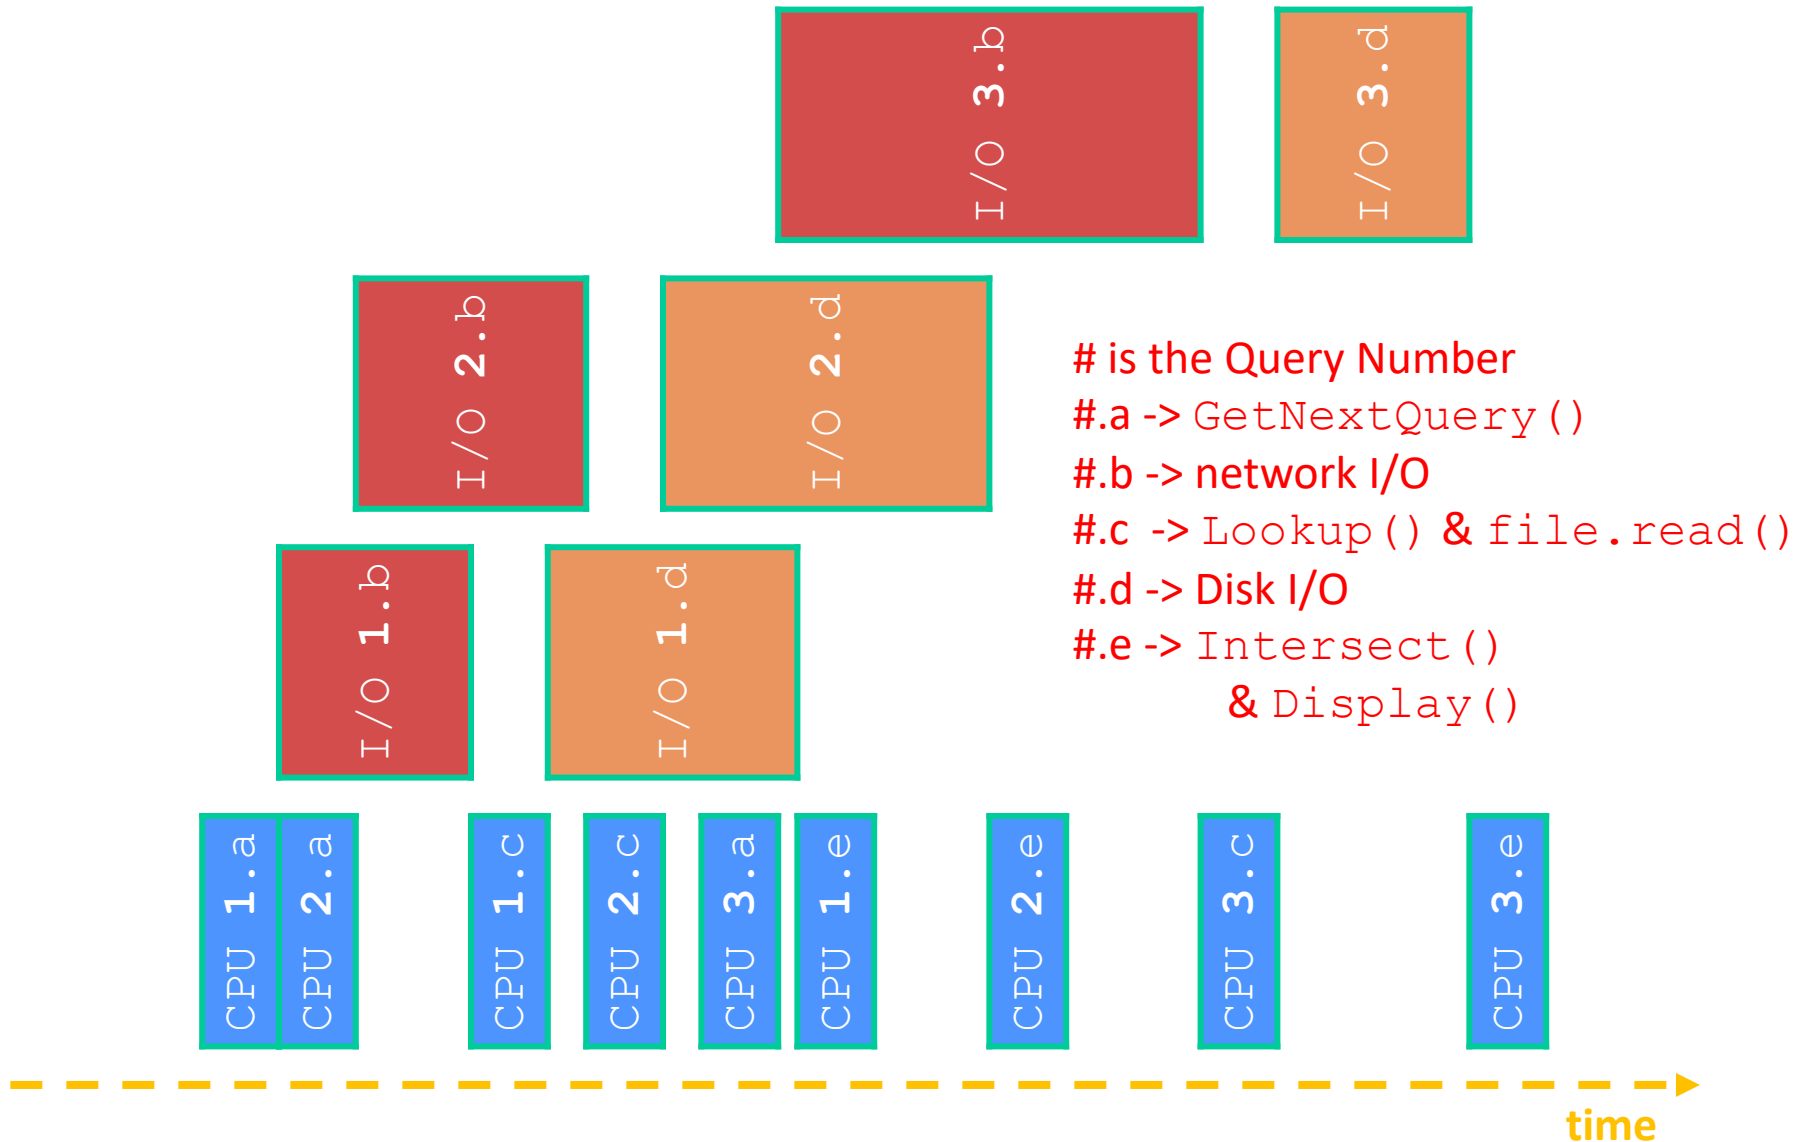 I/O 3.b
I/O 3.d
I/O 2.b
I/O 2.d
# is the Query Number
#.a -> GetNextQuery()
#.b -> network I/O
#.c -> Lookup() & file.read()
#.d -> Disk I/O
#.e -> Intersect()
& Display()
I/O 1.b
I/O 1.d
CPU 1.a
CPU 2.a
CPU 1.c
CPU 2.c
CPU 3.a
CPU 1.e
CPU 2.e
CPU 3.c
CPU 3.e
time